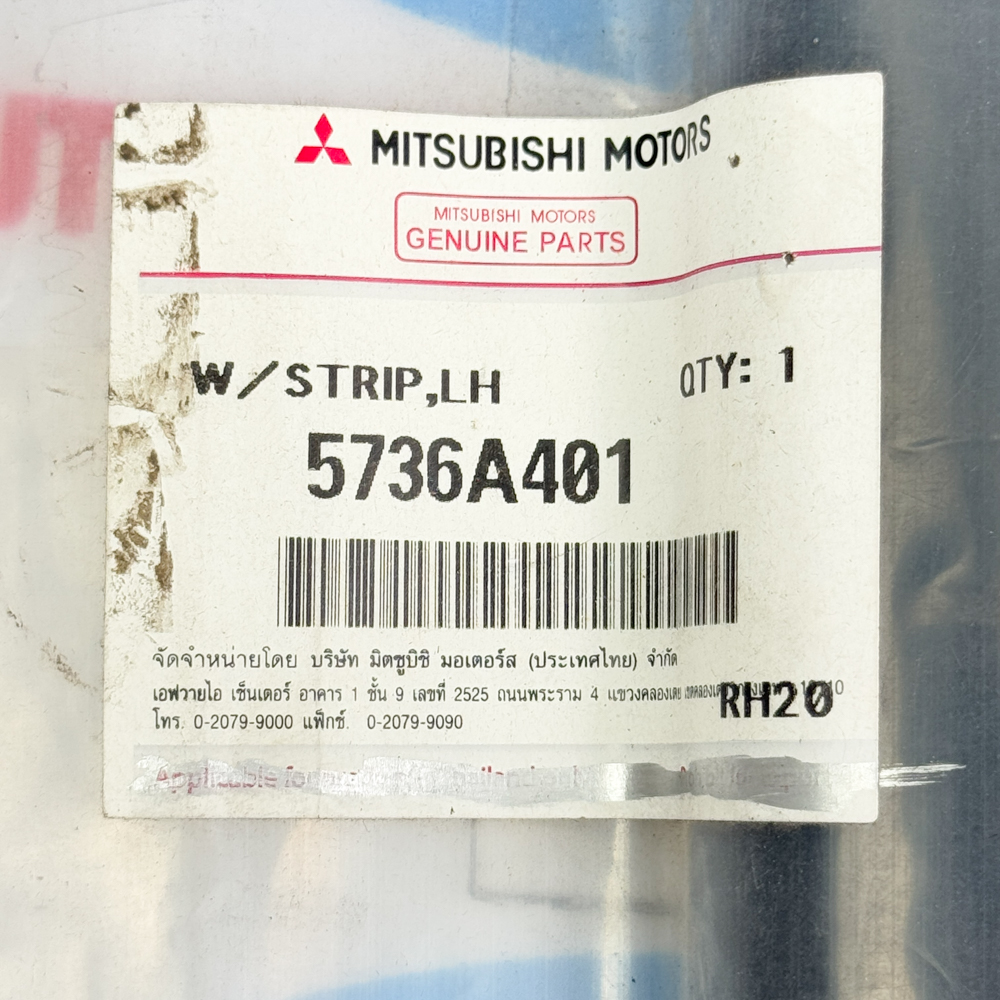 MITSUBISHI MOTORS
MITSUBISHI MOTORS
GENUINE PARTS
W/STRIP,LH QTY: 1
5736A401
จัดจำหน่ายโดย บริษัท มิตซูบิชิ มอเตอร์ส (ประเทศไทย) จำกัด
เอฟวายไอ เซ็นเตอร์ อาคาร 1 ชั้น 9 เลขที่ 2525 ถนนพระราม 4 แขวงคลองเตย
RH20
โทร. 0-2079-9000 แฟ็กซ์. 0-2079-9090
Applicable